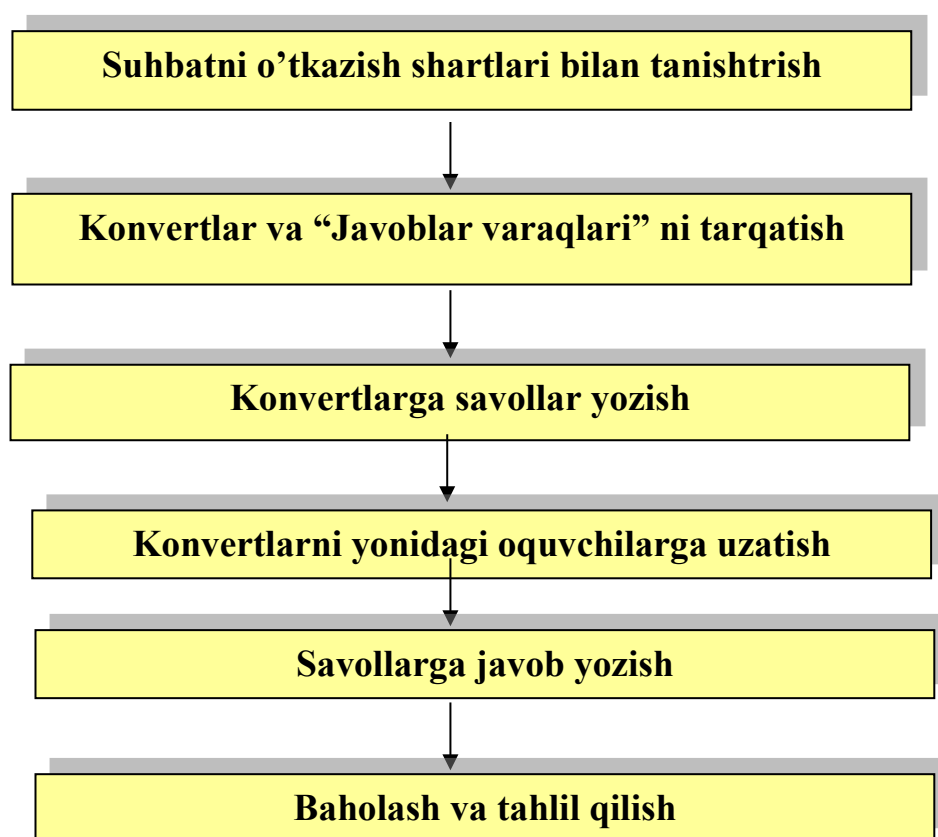 Suhbatni o’tkazish shartlari bilan tanishtrish
Konvertlar va “Javoblar varaqlari” ni tarqatish
Konvertlarga savollar yozish
Konvertlarni yonidagi oquvchilarga uzatish
Savollarga javob yozish
Baholash va tahlil qilish